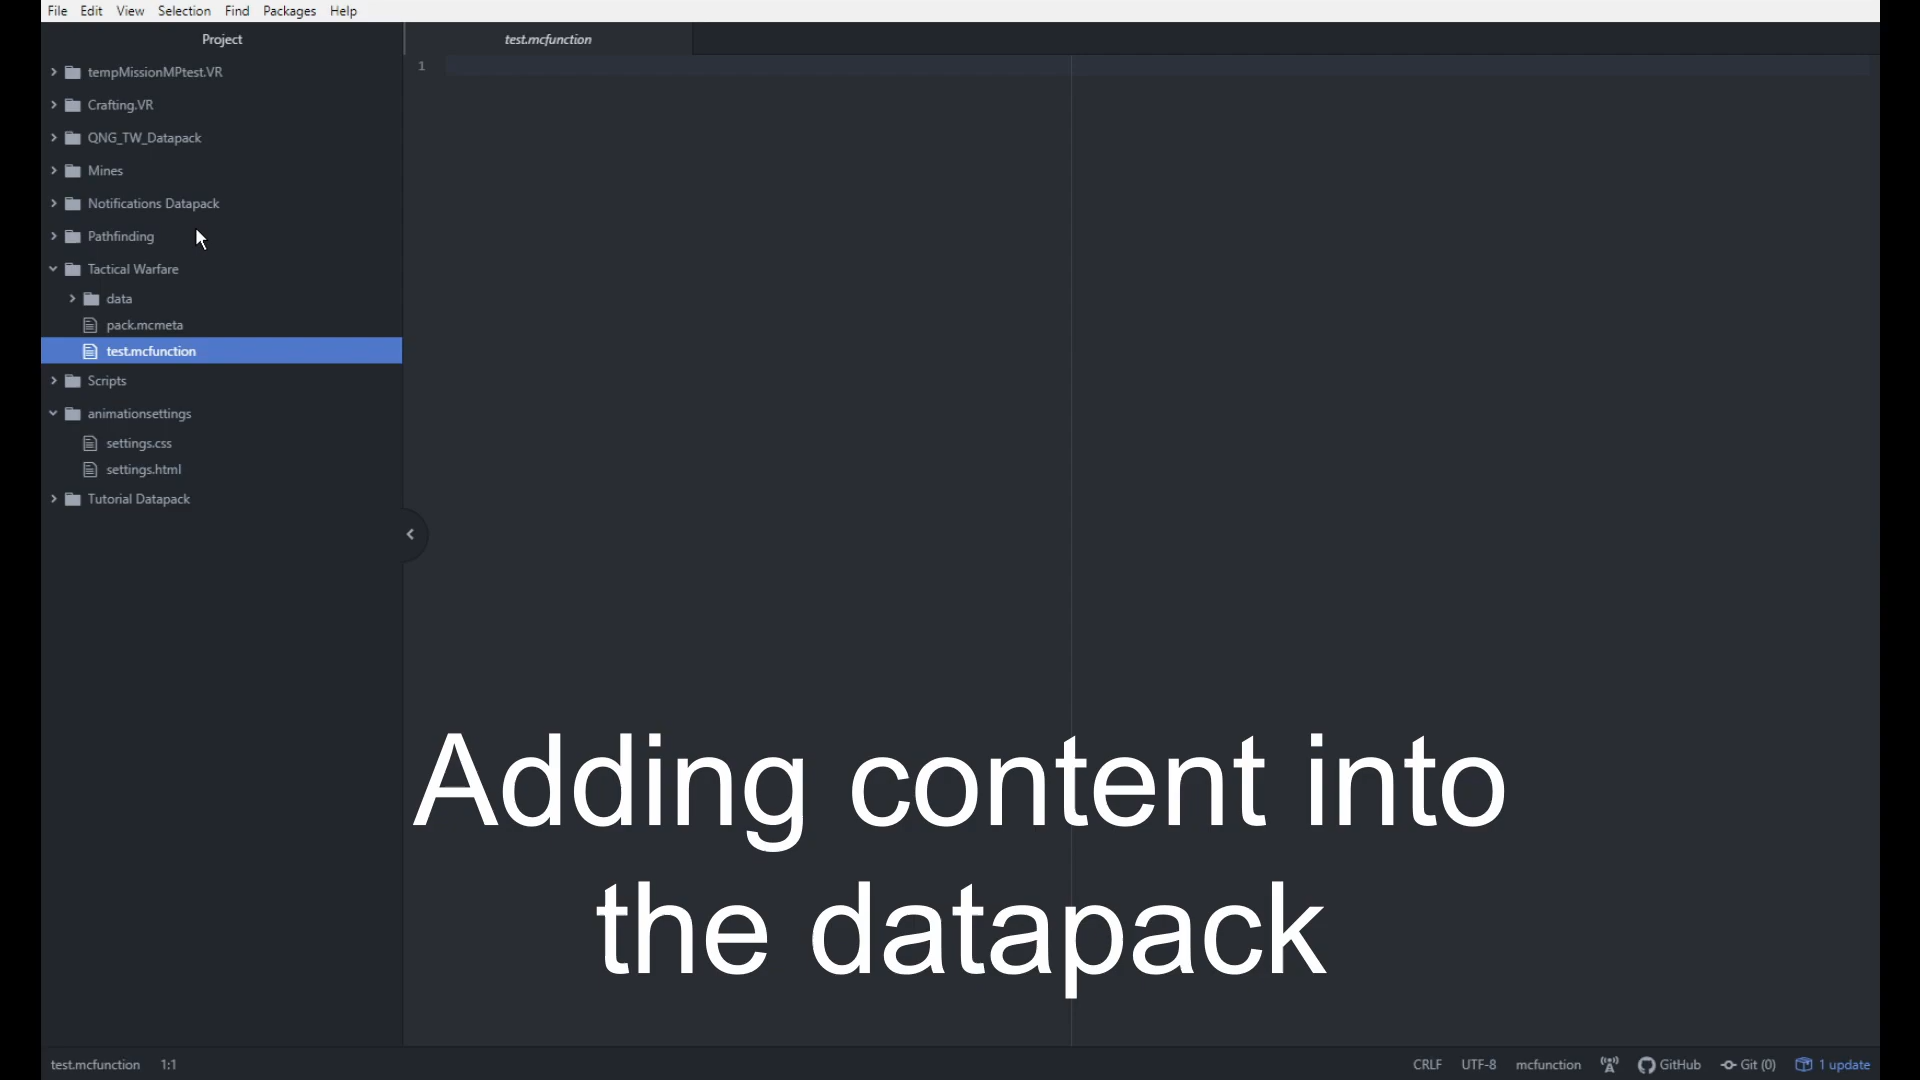 File Edit View Selection Find Packages Help
Project
test.mcfunction
tempMissionMPtest.VR
1
Crafting.VR
QNG_TW_Datapack
Mines
Notifications Datapack
Pathfinding
Tactical Warfare
data
pack.mcmeta
test.mcfunction
Scripts
animationsettings
settings.css
settings.html
Tutorial Datapack
Adding content into
the datapack
test.mcfunction 1:1 CRLF UTF-8 mcfunction GitHub Git (0) 1 update